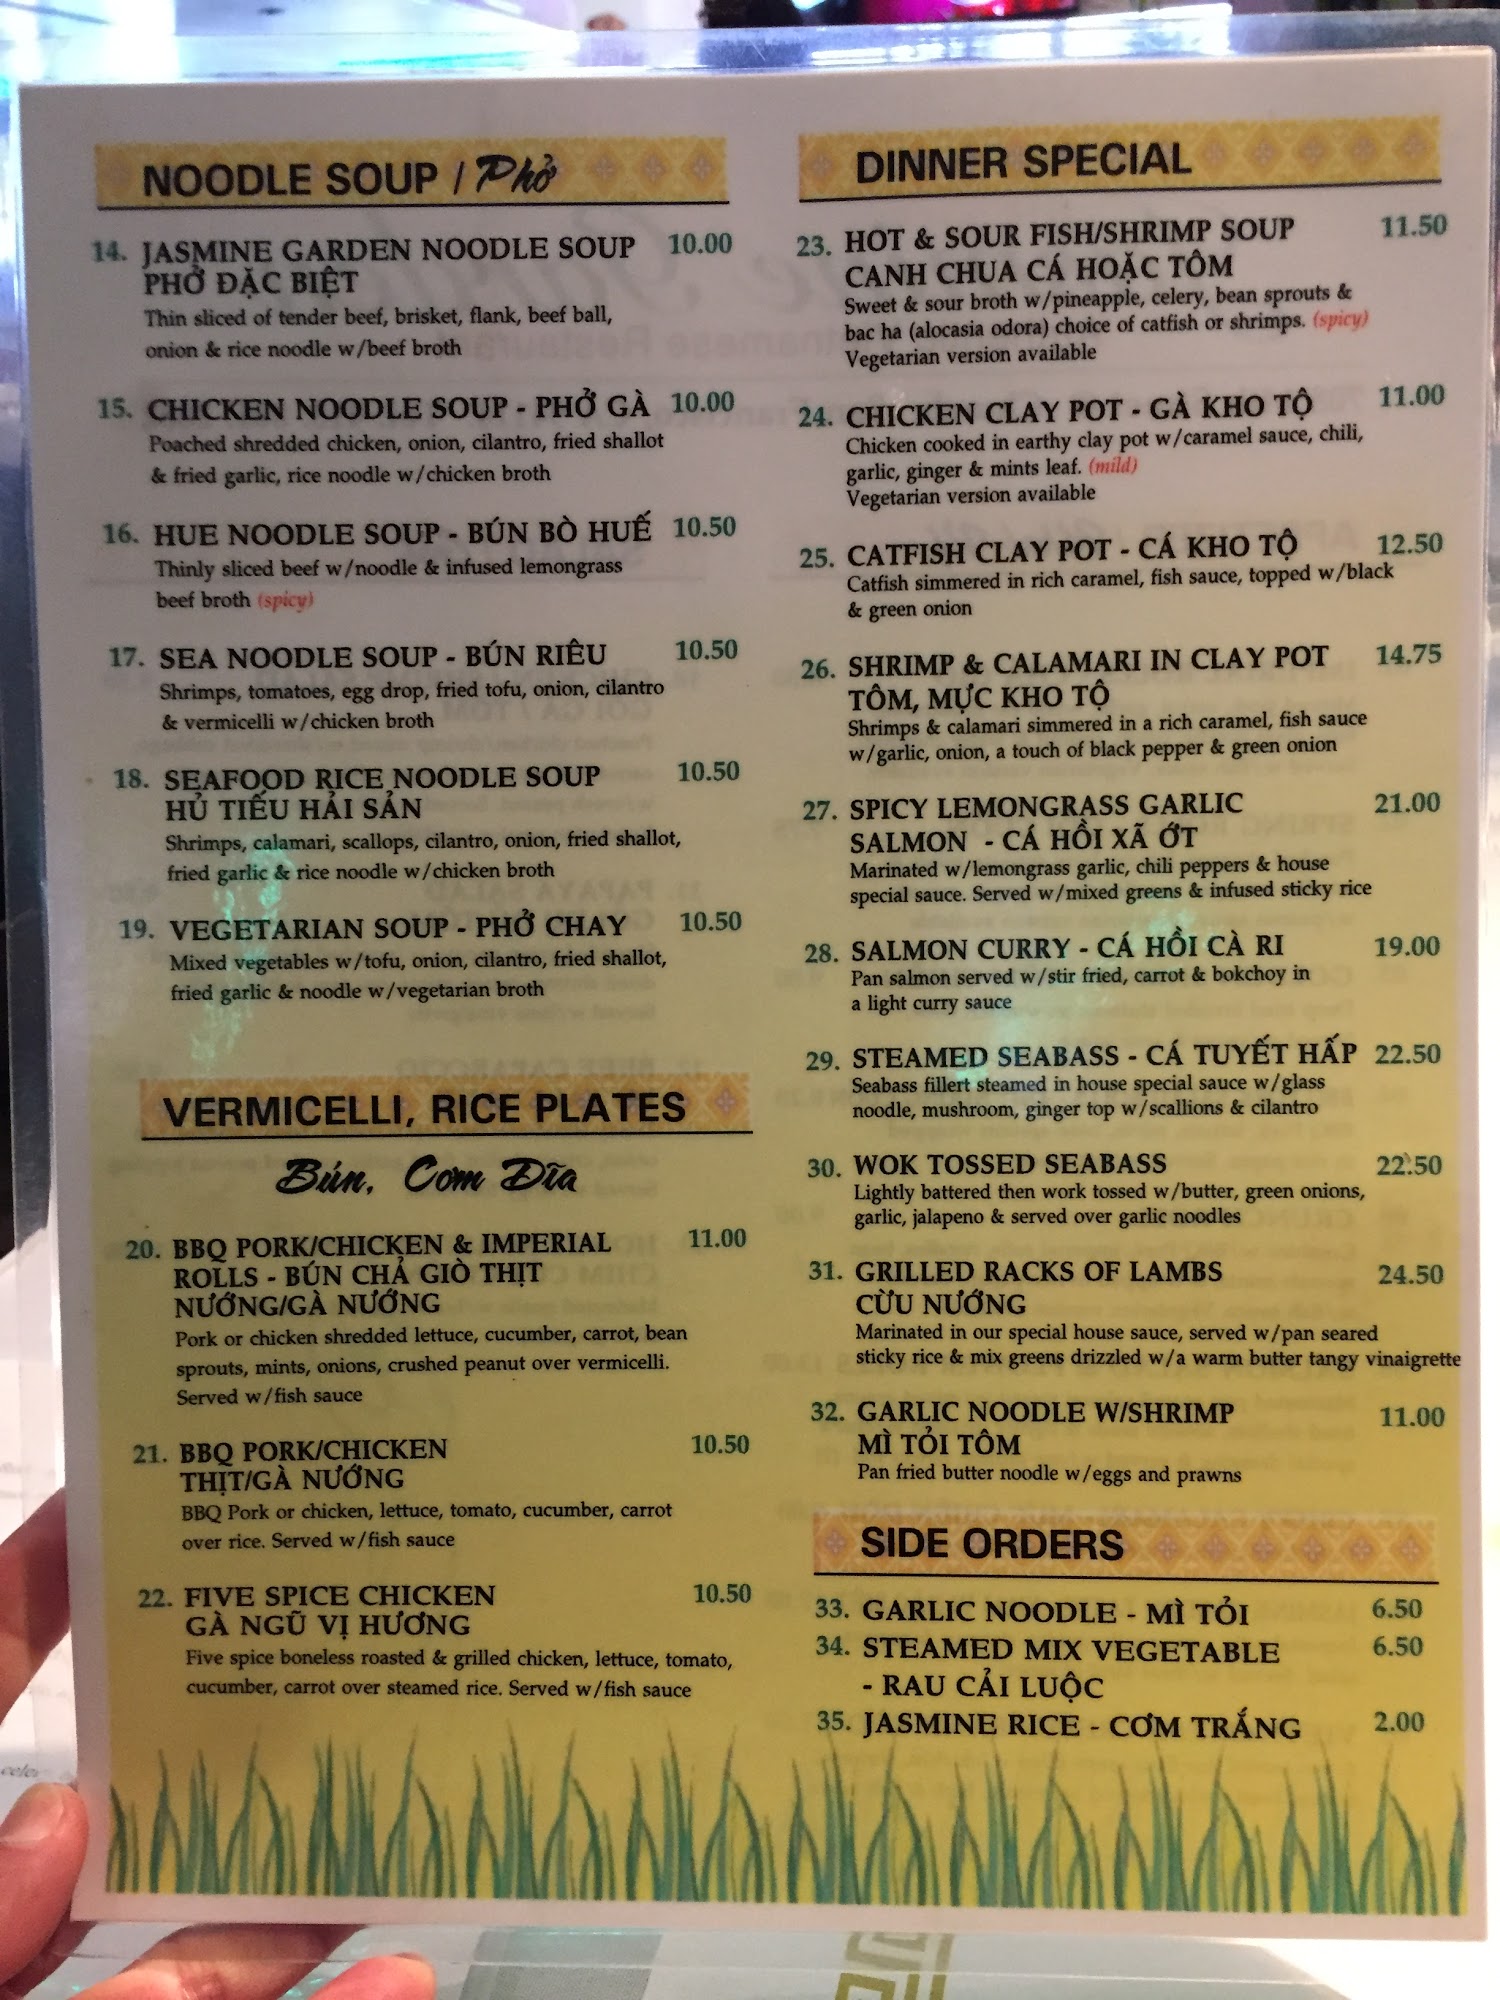 NOODLE SOUP / Phở
14. JASMINE GARDEN NOODLE SOUP 10.00
PHỞ ĐẶC BIỆT
Thin sliced of tender beef, brisket, flank, beef ball,
onion & rice noodle w/beef broth
15. CHICKEN NOODLE SOUP - PHỞ GÀ 10.00
Poached shredded chicken, onion, cilantro, fried shallot
& fried garlic, rice noodle w/chicken broth
16. HUE NOODLE SOUP - BÚN BÒ HUẾ 10.50
Thinly sliced beef w/noodle & infused lemongrass
beef broth (spicy)
17. SEA NOODLE SOUP - BÚN RIÊU 10.50
Shrimps, tomatoes, egg drop, fried tofu, onion, cilantro
& vermicelli w/chicken broth
18. SEAFOOD RICE NOODLE SOUP 10.50
HỦ TIẾU HẢI SẢN
Shrimps, calamari, scallops, cilantro, onion, fried shallot,
fried garlic & rice noodle w/chicken broth
19. VEGETARIAN SOUP - PHỞ CHAY 10.50
Mixed vegetables w/tofu, onion, cilantro, fried shallot,
fried garlic & noodle w/vegetarian broth
VERMICELLI, RICE PLATES
Bún, Cơm Dĩa
20. BBQ PORK/CHICKEN & IMPERIAL 11.00
ROLLS - BÚN CHẢ GIÒ THỊT
NƯỚNG/GÀ NƯỚNG
Pork or chicken shredded lettuce, cucumber, carrot, bean
sprouts, mints, onions, crushed peanut over vermicelli.
Served w/fish sauce
21. BBQ PORK/CHICKEN 10.50
THỊT/GÀ NƯỚNG
BBQ Pork or chicken, lettuce, tomato, cucumber, carrot
over rice. Served w/fish sauce
22. FIVE SPICE CHICKEN 10.50
GÀ NGŨ VỊ HƯƠNG
Five spice boneless roasted & grilled chicken, lettuce, tomato,
cucumber, carrot over steamed rice. Served w/fish sauce
DINNER SPECIAL
23. HOT & SOUR FISH/SHRIMP SOUP 11.50
CANH CHUA CÁ HOẶC TÔM
Sweet & sour broth w/pineapple, celery, bean sprouts &
bac ha (alocasia odora) choice of catfish or shrimps. (spicy)
Vegetarian version available
24. CHICKEN CLAY POT - GÀ KHO TỘ 11.00
Chicken cooked in earthy clay pot w/caramel sauce, chili,
garlic, ginger & mints leaf. (mild)
Vegetarian version available
25. CATFISH CLAY POT - CÁ KHO TỘ 12.50
Catfish simmered in rich caramel, fish sauce, topped w/black
& green onion
26. SHRIMP & CALAMARI IN CLAY POT 14.75
TÔM, MỰC KHO TỘ
Shrimps & calamari simmered in a rich caramel, fish sauce
w/garlic, onion, a touch of black pepper & green onion
27. SPICY LEMONGRASS GARLIC 21.00
SALMON - CÁ HỒI XÃ ỚT
Marinated w/lemongrass garlic, chili peppers & house
special sauce. Served w/mixed greens & infused sticky rice
28. SALMON CURRY - CÁ HỒI CÀ RI 19.00
Pan salmon served w/stir fried, carrot & bokchoy in
a light curry sauce
29. STEAMED SEABASS - CÁ TUYẾT HẤP 22.50
Seabass fillert steamed in house special sauce w/glass
noodle, mushroom, ginger top w/scallions & cilantro
30. WOK TOSSED SEABASS 22.50
Lightly battered then work tossed w/butter, green onions,
garlic, jalapeno & served over garlic noodles
31. GRILLED RACKS OF LAMBS 24.50
CỪU NƯỚNG
Marinated in our special house sauce, served w/pan seared
sticky rice & mix greens drizzled w/a warm butter tangy vinaigrette
32. GARLIC NOODLE W/SHRIMP 11.00
MÌ TỎI TÔM
Pan fried butter noodle w/eggs and prawns
SIDE ORDERS
33. GARLIC NOODLE - MÌ TỎI 6.50
34. STEAMED MIX VEGETABLE 6.50
- RAU CẢI LUỘC
35. JASMINE RICE - CƠM TRẮNG 2.00